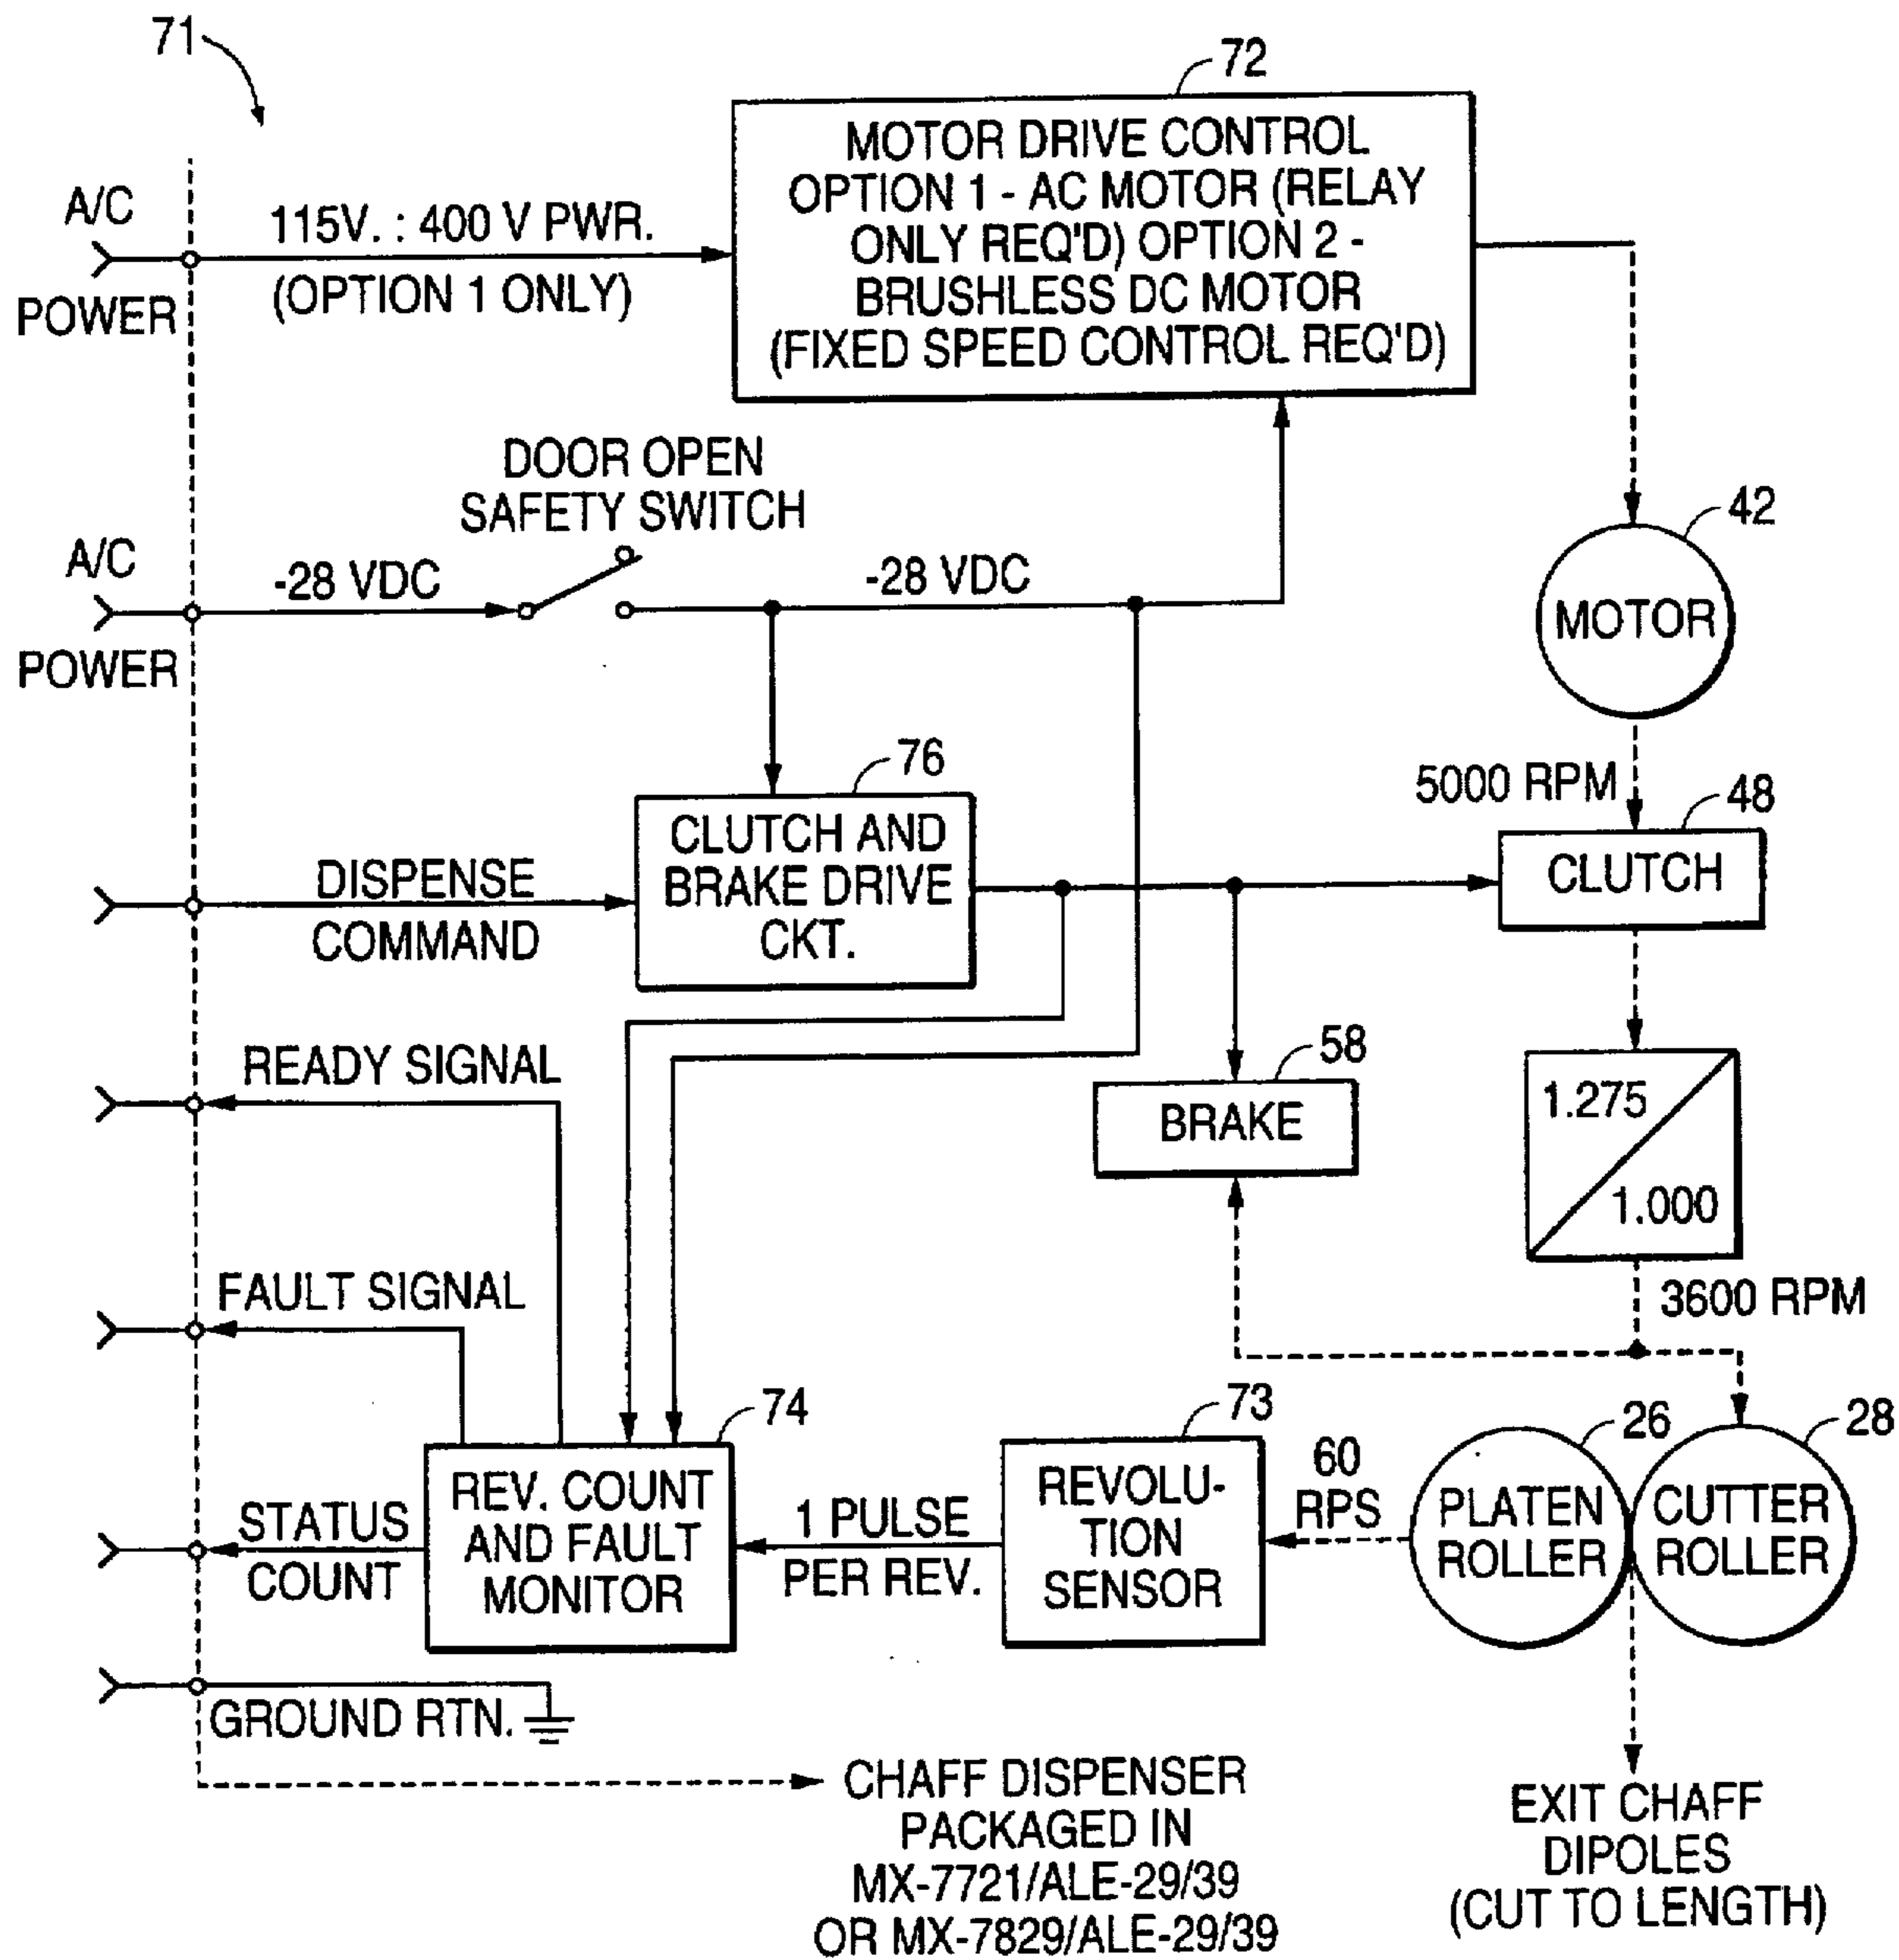 71
72
MOTOR DRIVE CONTROL
OPTION 1 - AC MOTOR (RELAY
ONLY REQ'D) OPTION 2 -
BRUSHLESS DC MOTOR
(FIXED SPEED CONTROL REQ'D)
A/C
POWER
115V. : 400 V PWR.
(OPTION 1 ONLY)
DOOR OPEN
SAFETY SWITCH
A/C
POWER
-28 VDC
-28 VDC
42
MOTOR
5000 RPM
76
CLUTCH AND
BRAKE DRIVE
CKT.
48
CLUTCH
DISPENSE
COMMAND
READY SIGNAL
58
BRAKE
1.275
1.000
FAULT SIGNAL
3600 RPM
74
REV. COUNT
AND FAULT
MONITOR
73
REVOLU-
TION
SENSOR
60
RPS
26
PLATEN
ROLLER
28
CUTTER
ROLLER
STATUS
COUNT
1 PULSE
PER REV.
GROUND RTN.
CHAFF DISPENSER
PACKAGED IN
MX-7721/ALE-29/39
OR MX-7829/ALE-29/39
EXIT CHAFF
DIPOLES
(CUT TO LENGTH)